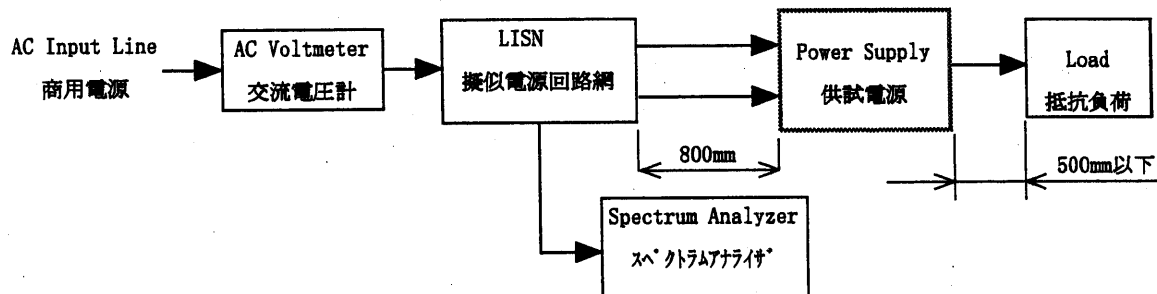 AC Input Line
商用電源
AC Voltmeter
交流電圧計
LISN
擬似電源回路網
Power Supply
供試電源
Load
抵抗負荷
800mm
500mm以下
Spectrum Analyzer
スペクトラムアナライザ